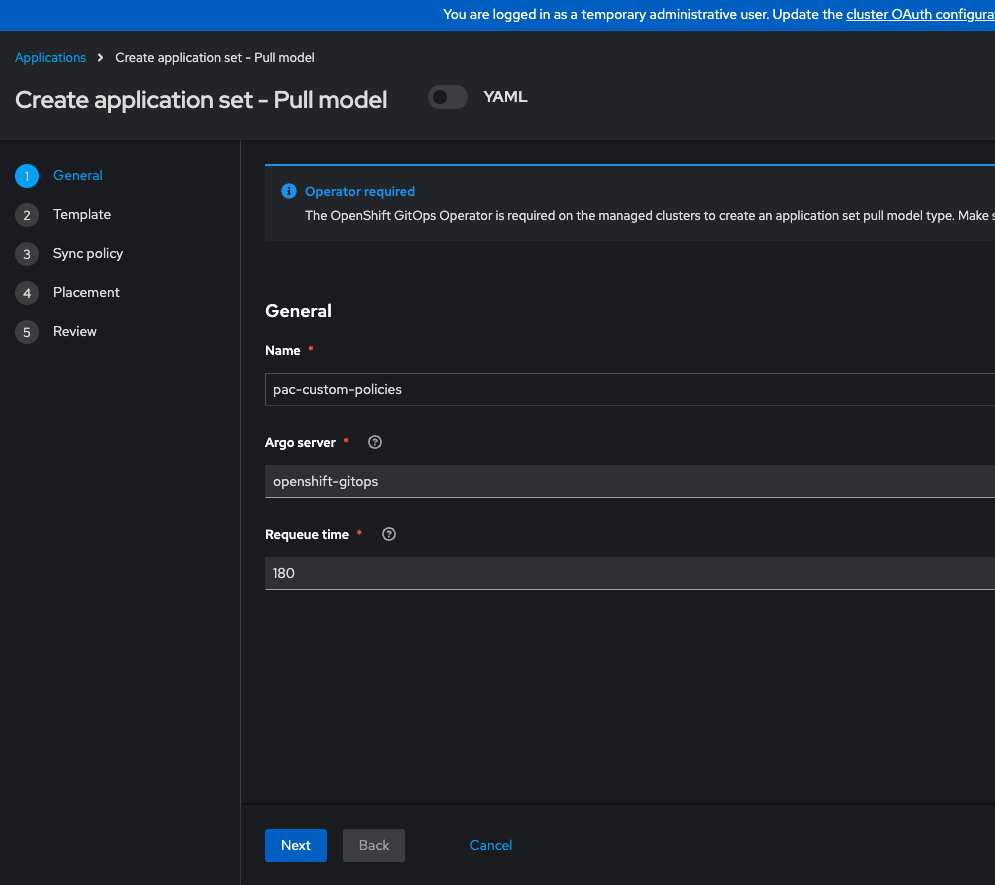 You are logged in as a temporary administrative user. Update the cluster OAuth configura
Applications > Create application set - Pull model
Create application set - Pull model YAML
1 General
2 Template
3 Sync policy
4 Placement
5 Review
Operator required
The OpenShift GitOps Operator is required on the managed clusters to create an application set pull model type. Make s
General
Name *
pac-custom-policies
Argo server *
openshift-gitops
Requeue time *
180
Next Back Cancel